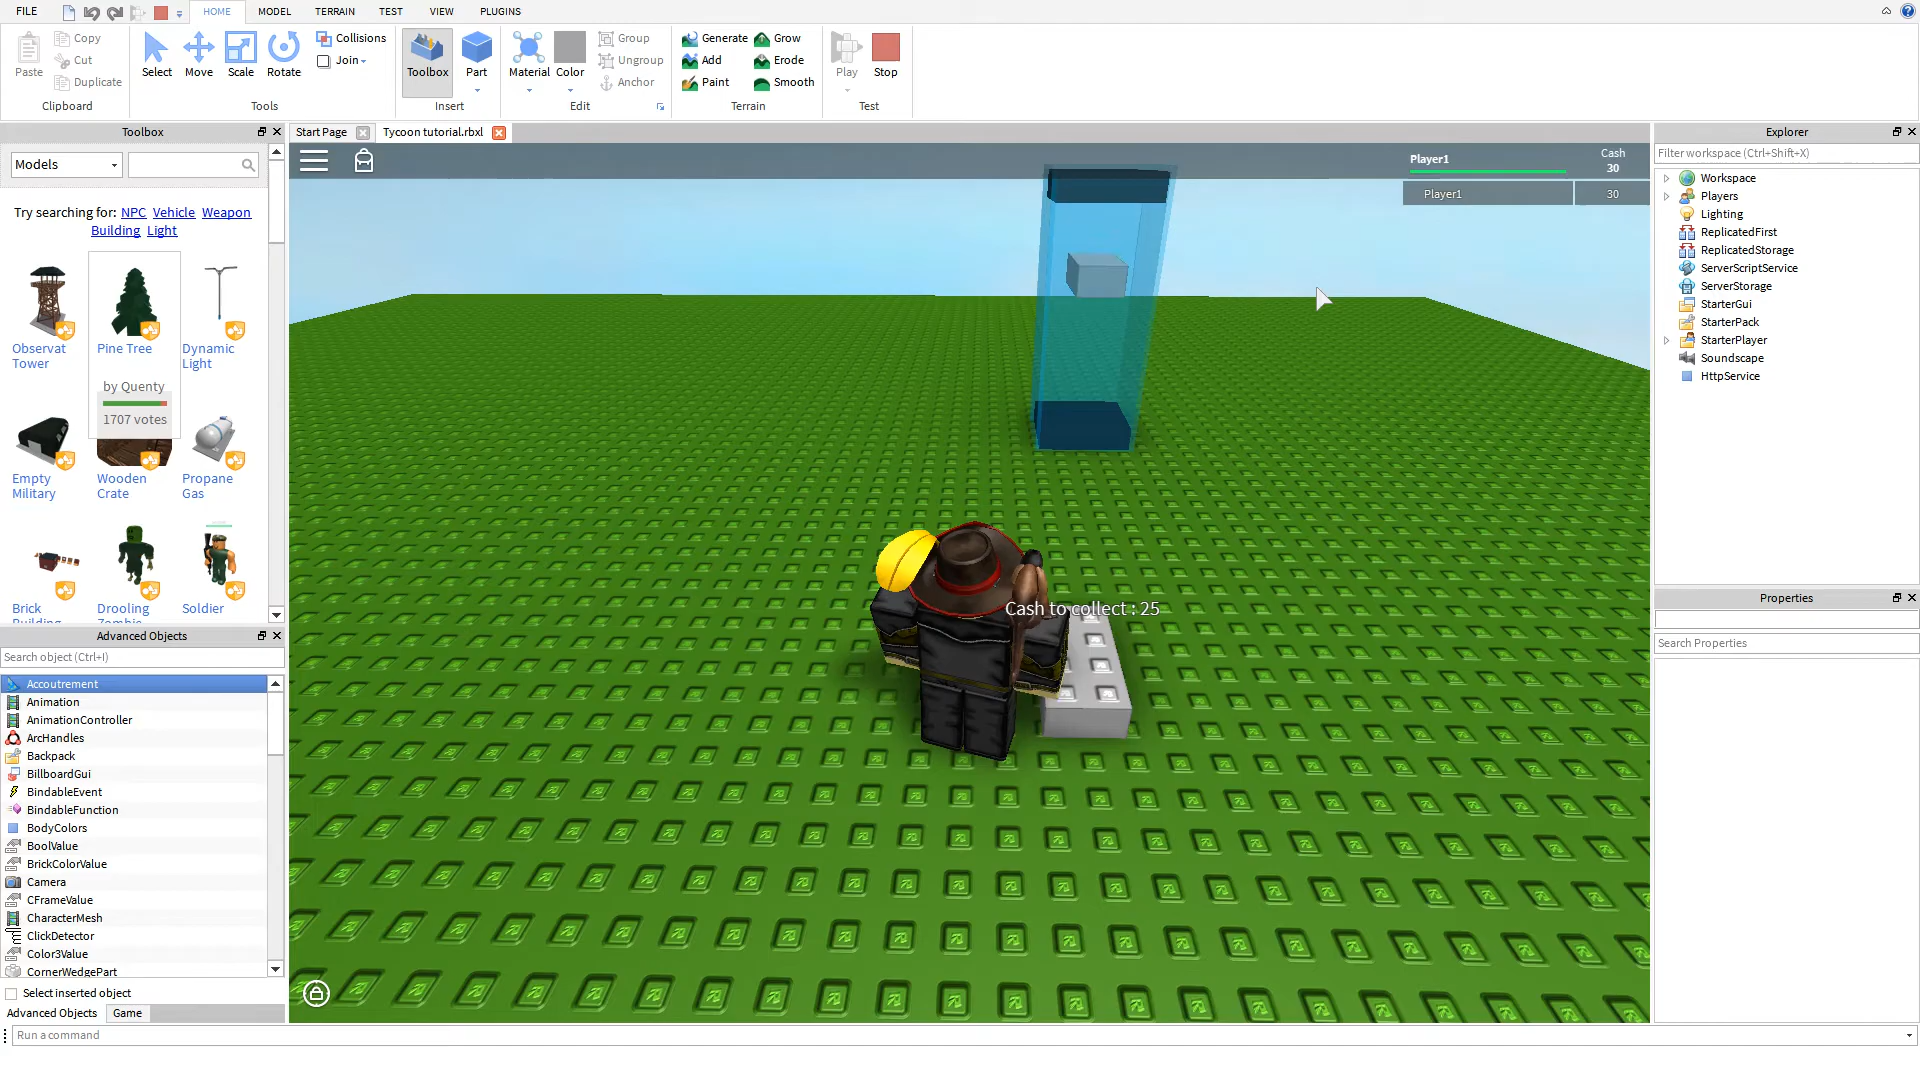 FILE
HOME
MODEL
TERRAIN
TEST
VIEW
PLUGINS
Paste
Copy
Cut
Duplicate
Clipboard
Select
Move
Scale
Rotate
Collisions
Join
Tools
Toolbox
Part
Insert
Material
Color
Group
Ungroup
Anchor
Edit
Generate
Add
Paint
Grow
Erode
Smooth
Terrain
Play
Stop
Test
Toolbox
Start Page
Tycoon tutorial.rbxl
Explorer
Models
Try searching for: NPC Vehicle Weapon
Building Light
Observat
Tower
Pine Tree
Dynamic
Light
by Quenty
1707 votes
Empty
Military
Wooden
Crate
Propane
Gas
Brick
Building
Drooling
Zombie
Soldier
Advanced Objects
Search object (Ctrl+I)
Accoutrement
Animation
AnimationController
ArcHandles
Backpack
BillboardGui
BindableEvent
BindableFunction
BodyColors
BoolValue
BrickColorValue
Camera
CFrameValue
CharacterMesh
ClickDetector
Color3Value
CornerWedgePart
Select inserted object
Advanced Objects
Game
Run a command
Player1
Cash
30
Player1
30
Cash to collect : 25
Filter workspace (Ctrl+Shift+X)
Workspace
Players
Lighting
ReplicatedFirst
ReplicatedStorage
ServerScriptService
ServerStorage
StarterGui
StarterPack
StarterPlayer
Soundscape
HttpService
Properties
Search Properties